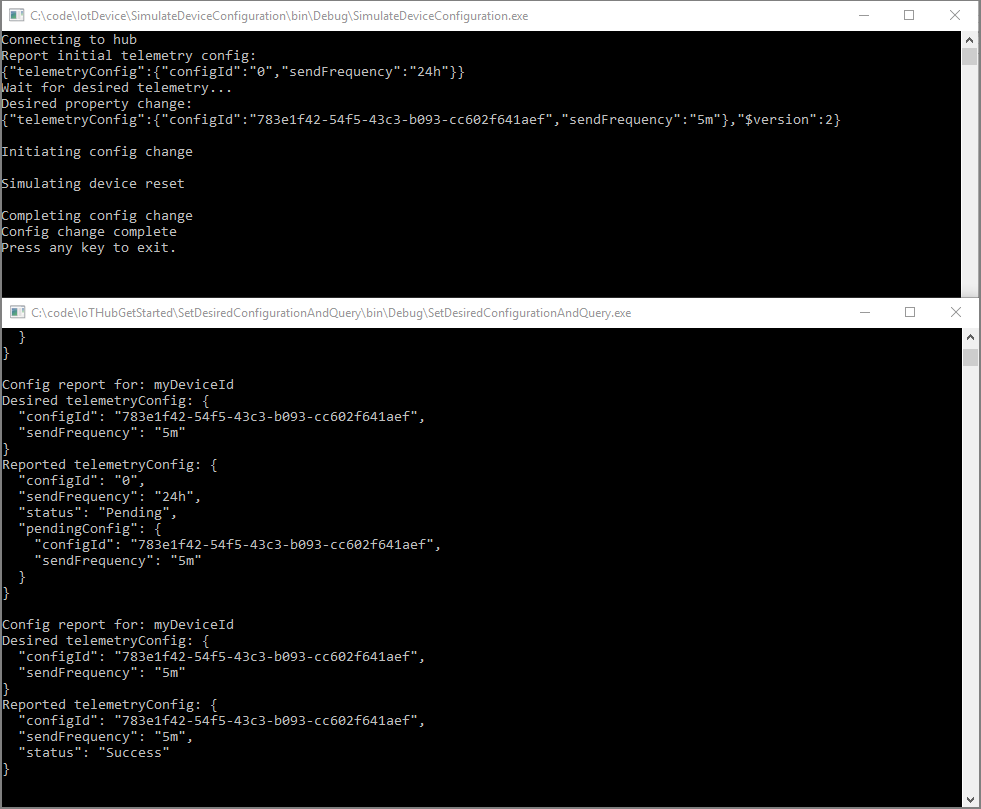 C:\code\IotDevice\SimulateDeviceConfiguration\bin\Debug\SimulateDeviceConfiguration.exe
Connecting to hub
Report initial telemetry config:
{"telemetryConfig":{"configId":"0","sendFrequency":"24h"}}
Wait for desired telemetry...
Desired property change:
{"telemetryConfig":{"configId":"783e1f42-54f5-43c3-b093-cc602f641aef","sendFrequency":"5m"},"$version":2}
Initiating config change
Simulating device reset
Completing config change
Config change complete
Press any key to exit.
C:\code\IoTHubGetStarted\SetDesiredConfigurationAndQuery\bin\Debug\SetDesiredConfigurationAndQuery.exe
  }
}
Config report for: myDeviceId
Desired telemetryConfig: {
  "configId": "783e1f42-54f5-43c3-b093-cc602f641aef",
  "sendFrequency": "5m"
}
Reported telemetryConfig: {
  "configId": "0",
  "sendFrequency": "24h",
  "status": "Pending",
  "pendingConfig": {
    "configId": "783e1f42-54f5-43c3-b093-cc602f641aef",
    "sendFrequency": "5m"
  }
}
Config report for: myDeviceId
Desired telemetryConfig: {
  "configId": "783e1f42-54f5-43c3-b093-cc602f641aef",
  "sendFrequency": "5m"
}
Reported telemetryConfig: {
  "configId": "783e1f42-54f5-43c3-b093-cc602f641aef",
  "sendFrequency": "5m",
  "status": "Success"
}